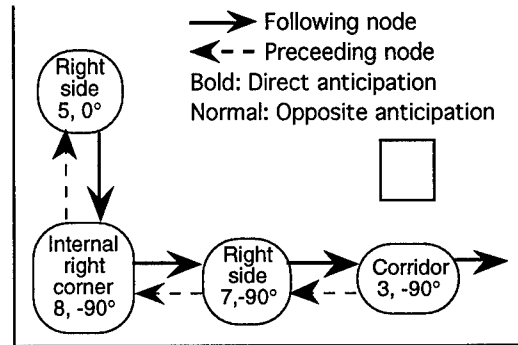 Following node
Preceeding node
Bold: Direct anticipation
Normal: Opposite anticipation
Right
side
5, 0°
Internal
right
corner
8, -90°
Right
side
7,-90°
Corridor
3, -90°